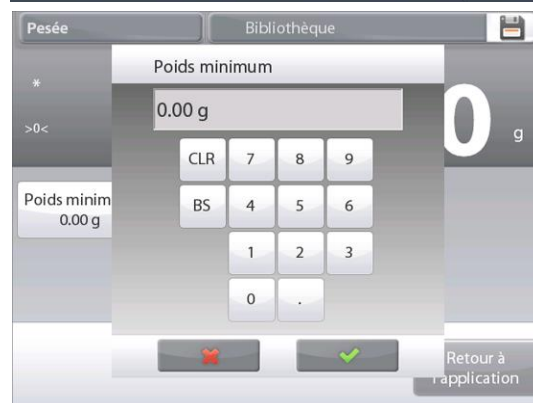 Pesée
Bibliothèque
Poids minimum
0.00 g
*
>0<
0
g
CLR 7 8 9
Poids minim
0.00 g
BS 4 5 6
1 2 3
0 .
Retour à
l'application